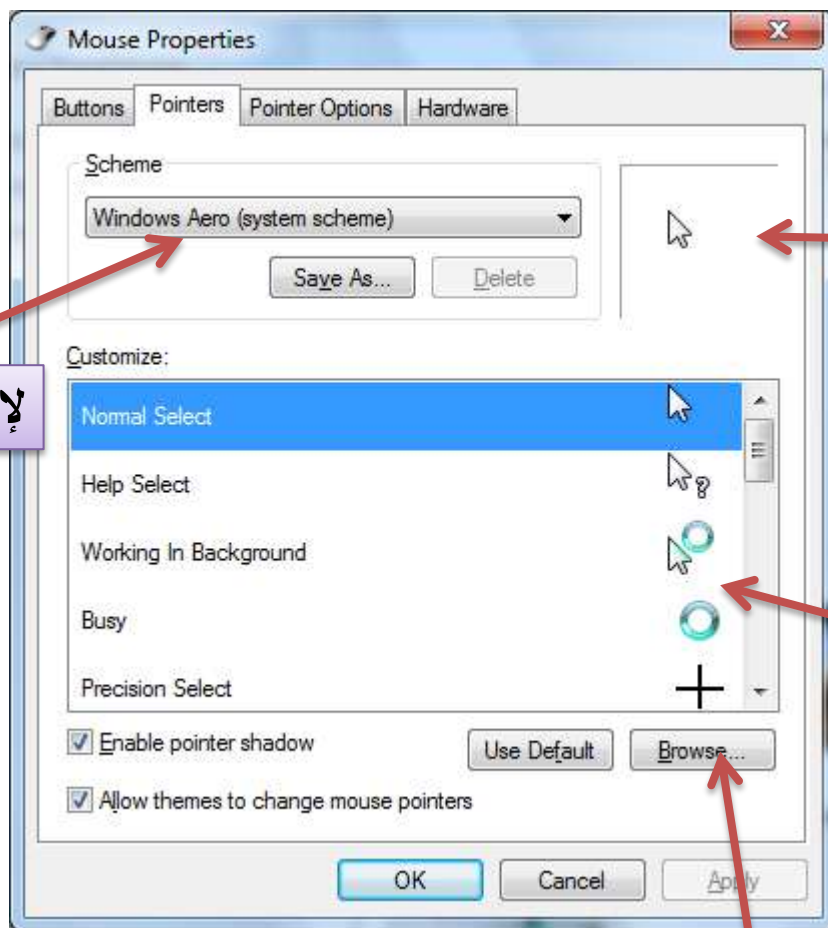 Mouse Properties
Buttons Pointers Pointer Options Hardware
Scheme
Windows Aero (system scheme)
Save As... Delete
Customize:
Normal Select
Help Select
Working In Background
Busy
Precision Select
Enable pointer shadow
Use Default Browse...
Allow themes to change mouse pointers
OK Cancel Apply